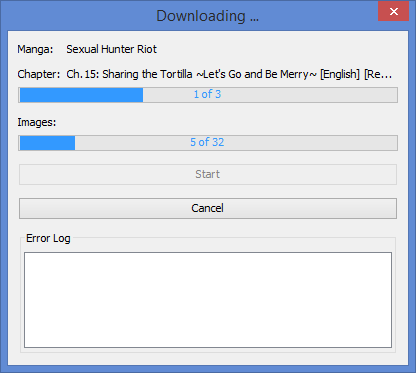 Downloading ...
Manga: Sexual Hunter Riot
Chapter: Ch. 15: Sharing the Tortilla ~Let's Go and Be Merry~ [English] [Re...
1 of 3
Images:
5 of 32
Start
Cancel
Error Log